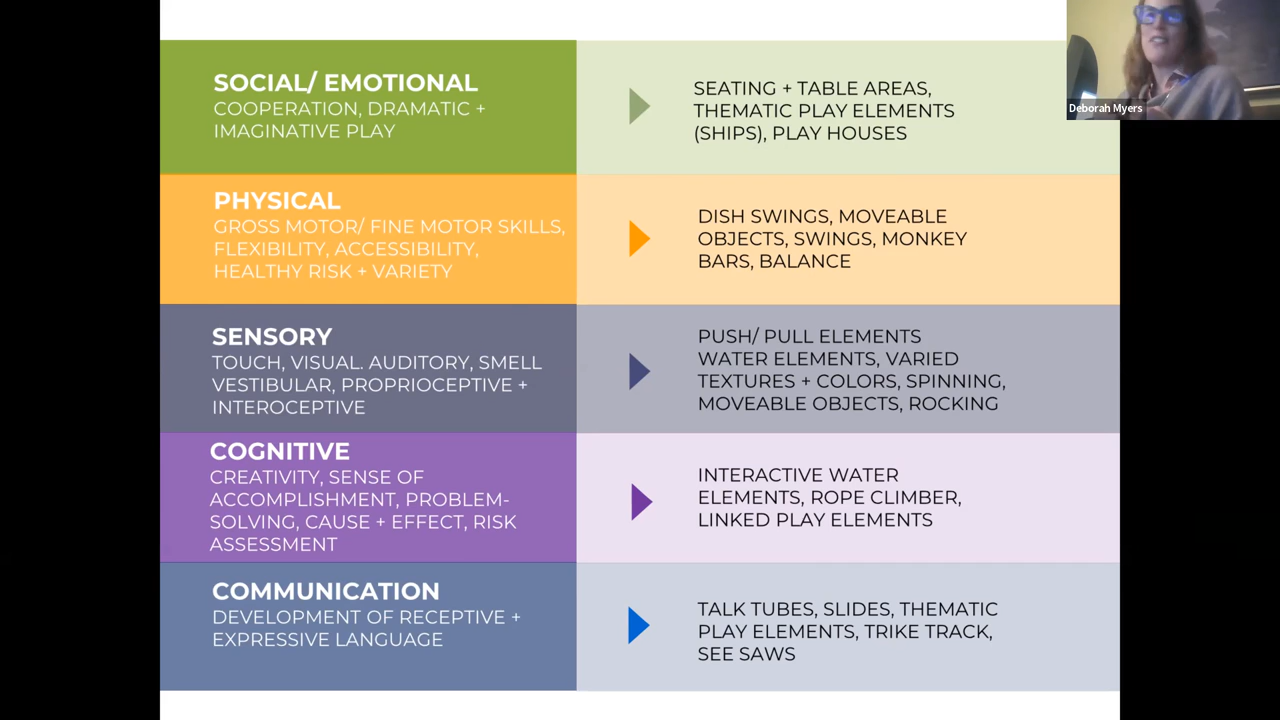 SOCIAL/ EMOTIONAL
COOPERATION, DRAMATIC +
IMAGINATIVE PLAY
SEATING + TABLE AREAS,
THEMATIC PLAY ELEMENTS
(SHIPS), PLAY HOUSES
Deborah Myers
PHYSICAL
GROSS MOTOR/ FINE MOTOR SKILLS,
FLEXIBILITY, ACCESSIBILITY,
HEALTHY RISK + VARIETY
DISH SWINGS, MOVEABLE
OBJECTS, SWINGS, MONKEY
BARS, BALANCE
SENSORY
TOUCH, VISUAL. AUDITORY, SMELL
VESTIBULAR, PROPRIOCEPTIVE +
INTEROCEPTIVE
PUSH/ PULL ELEMENTS
WATER ELEMENTS, VARIED
TEXTURES + COLORS, SPINNING,
MOVEABLE OBJECTS, ROCKING
COGNITIVE
CREATIVITY, SENSE OF
ACCOMPLISHMENT, PROBLEM-
SOLVING, CAUSE + EFFECT, RISK
ASSESSMENT
INTERACTIVE WATER
ELEMENTS, ROPE CLIMBER,
LINKED PLAY ELEMENTS
COMMUNICATION
DEVELOPMENT OF RECEPTIVE +
EXPRESSIVE LANGUAGE
TALK TUBES, SLIDES, THEMATIC
PLAY ELEMENTS, TRIKE TRACK,
SEE SAWS